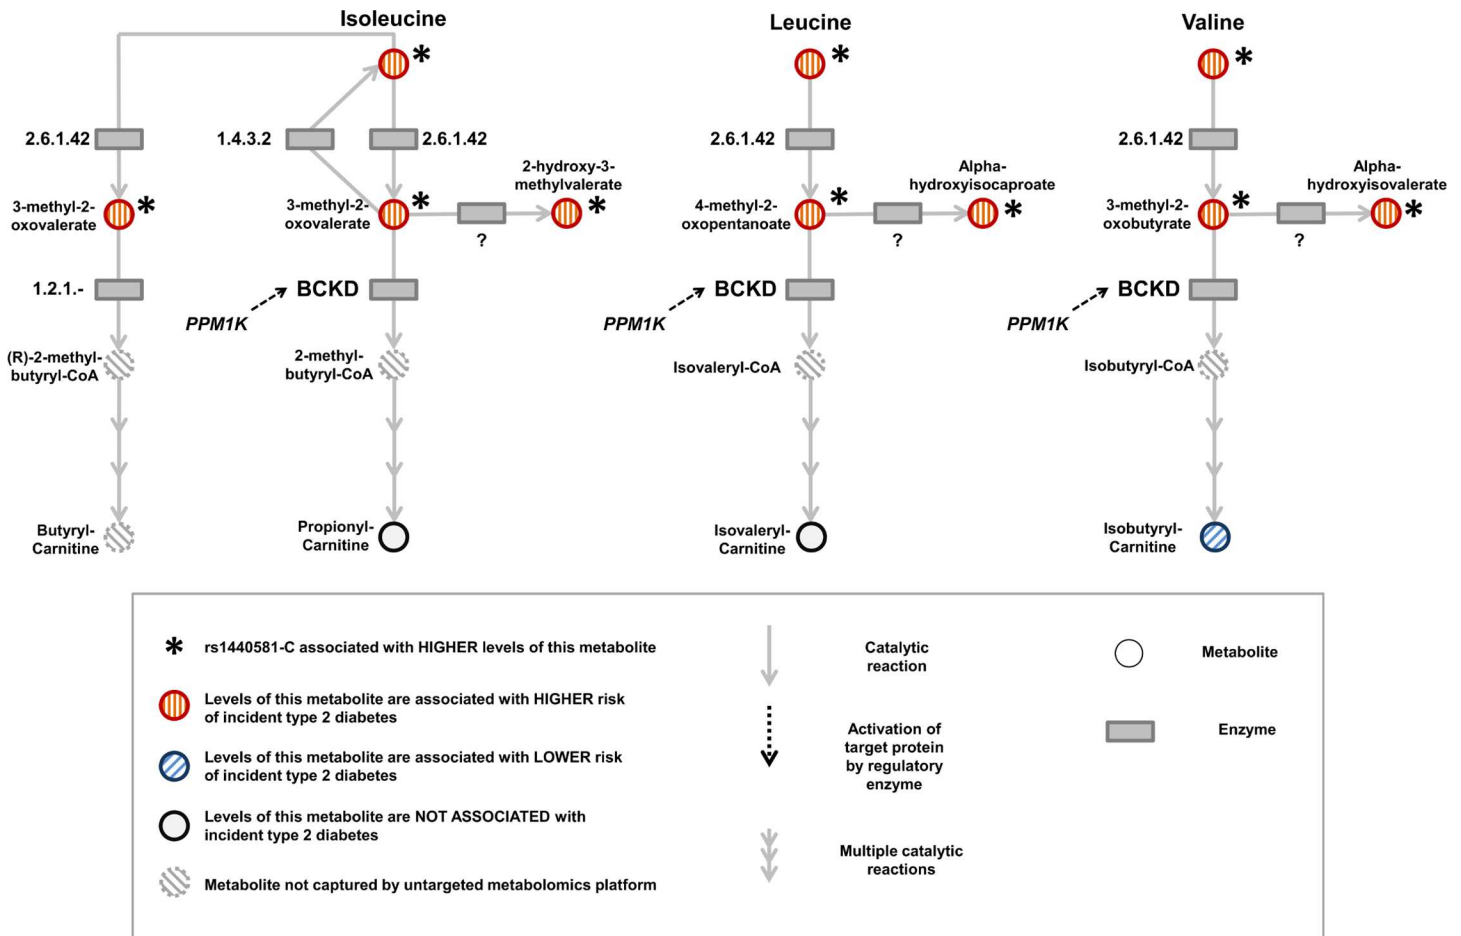 Isoleucine
Leucine
Valine
*
*
*
2.6.1.42
1.4.3.2
2.6.1.42
2.6.1.42
2.6.1.42
2-hydroxy-3-
methylvalerate
Alpha-
hydroxyisocaproate
Alpha-
hydroxyisovalerate
3-methyl-2-
oxovalerate
*
3-methyl-2-
oxovalerate
*
*
?
4-methyl-2-
oxopentanoate
*
*
?
3-methyl-2-
oxobutyrate
*
*
?
1.2.1.-
BCKD
PPM1K
BCKD
PPM1K
BCKD
PPM1K
(R)-2-methyl-
butyryl-CoA
2-methyl-
butyryl-CoA
Isovaleryl-CoA
Isobutyryl-CoA
Butyryl-
Carnitine
Propionyl-
Carnitine
Isovaleryl-
Carnitine
Isobutyryl-
Carnitine
* rs1440581-C associated with HIGHER levels of this metabolite
Levels of this metabolite are associated with HIGHER risk
of incident type 2 diabetes
Levels of this metabolite are associated with LOWER risk
of incident type 2 diabetes
Levels of this metabolite are NOT ASSOCIATED with
incident type 2 diabetes
Metabolite not captured by untargeted metabolomics platform
Catalytic
reaction
Activation of
target protein
by regulatory
enzyme
Multiple catalytic
reactions
Metabolite
Enzyme